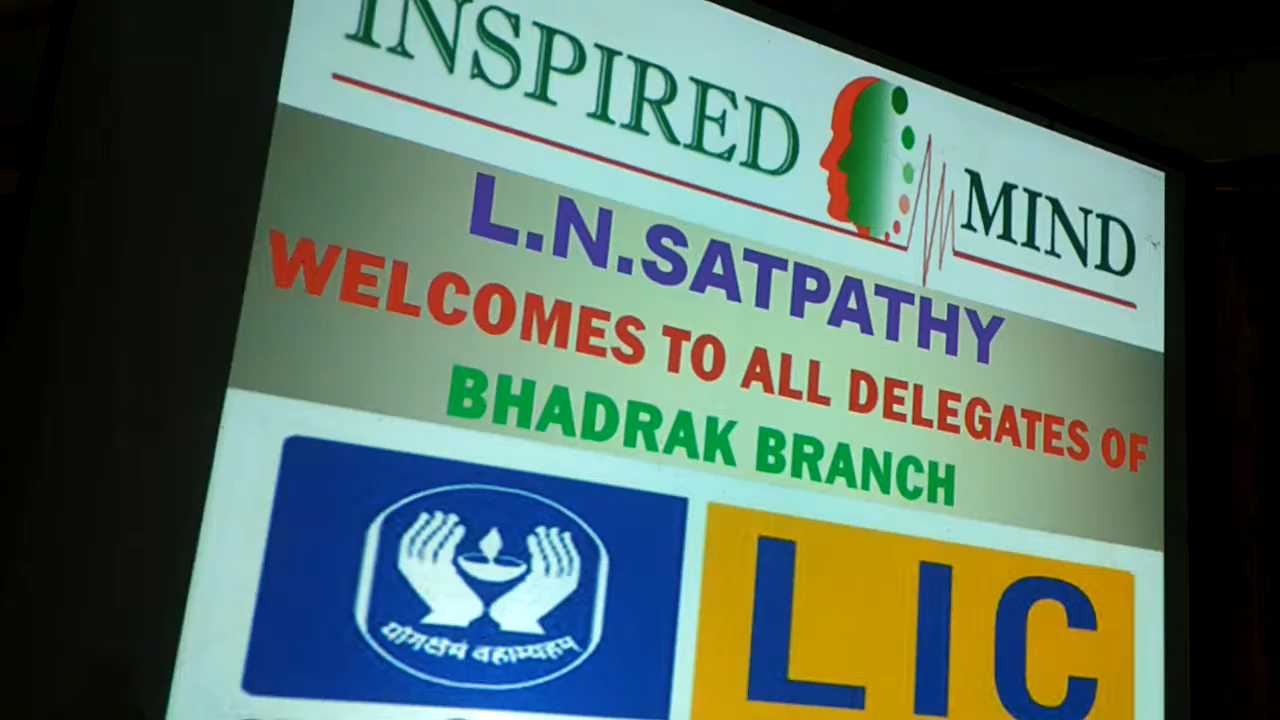 INSPIRED MIND
L.N.SATPATHY
WELCOMES TO ALL DELEGATES OF
BHADRAK BRANCH
योगक्षेमं वहाम्यहम्
LIC